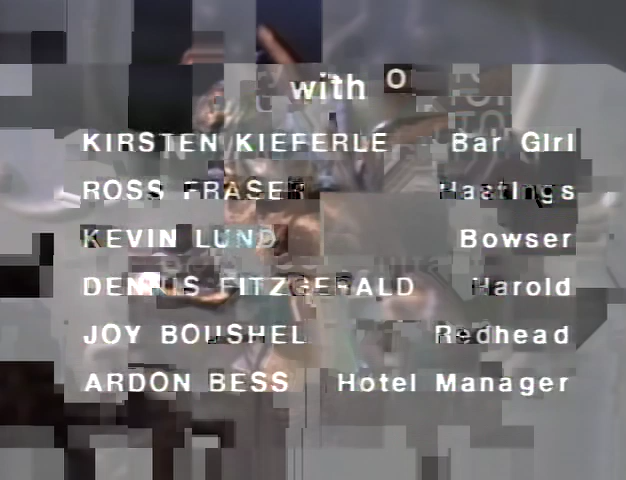 with
KIRSTEN KIEFERLE Bar Girl
ROSS FRASER Hastings
KEVIN LUND Bowser
DENNIS FITZGERALD Harold
JOY BOUSHEL Redhead
ARDON BESS Hotel Manager